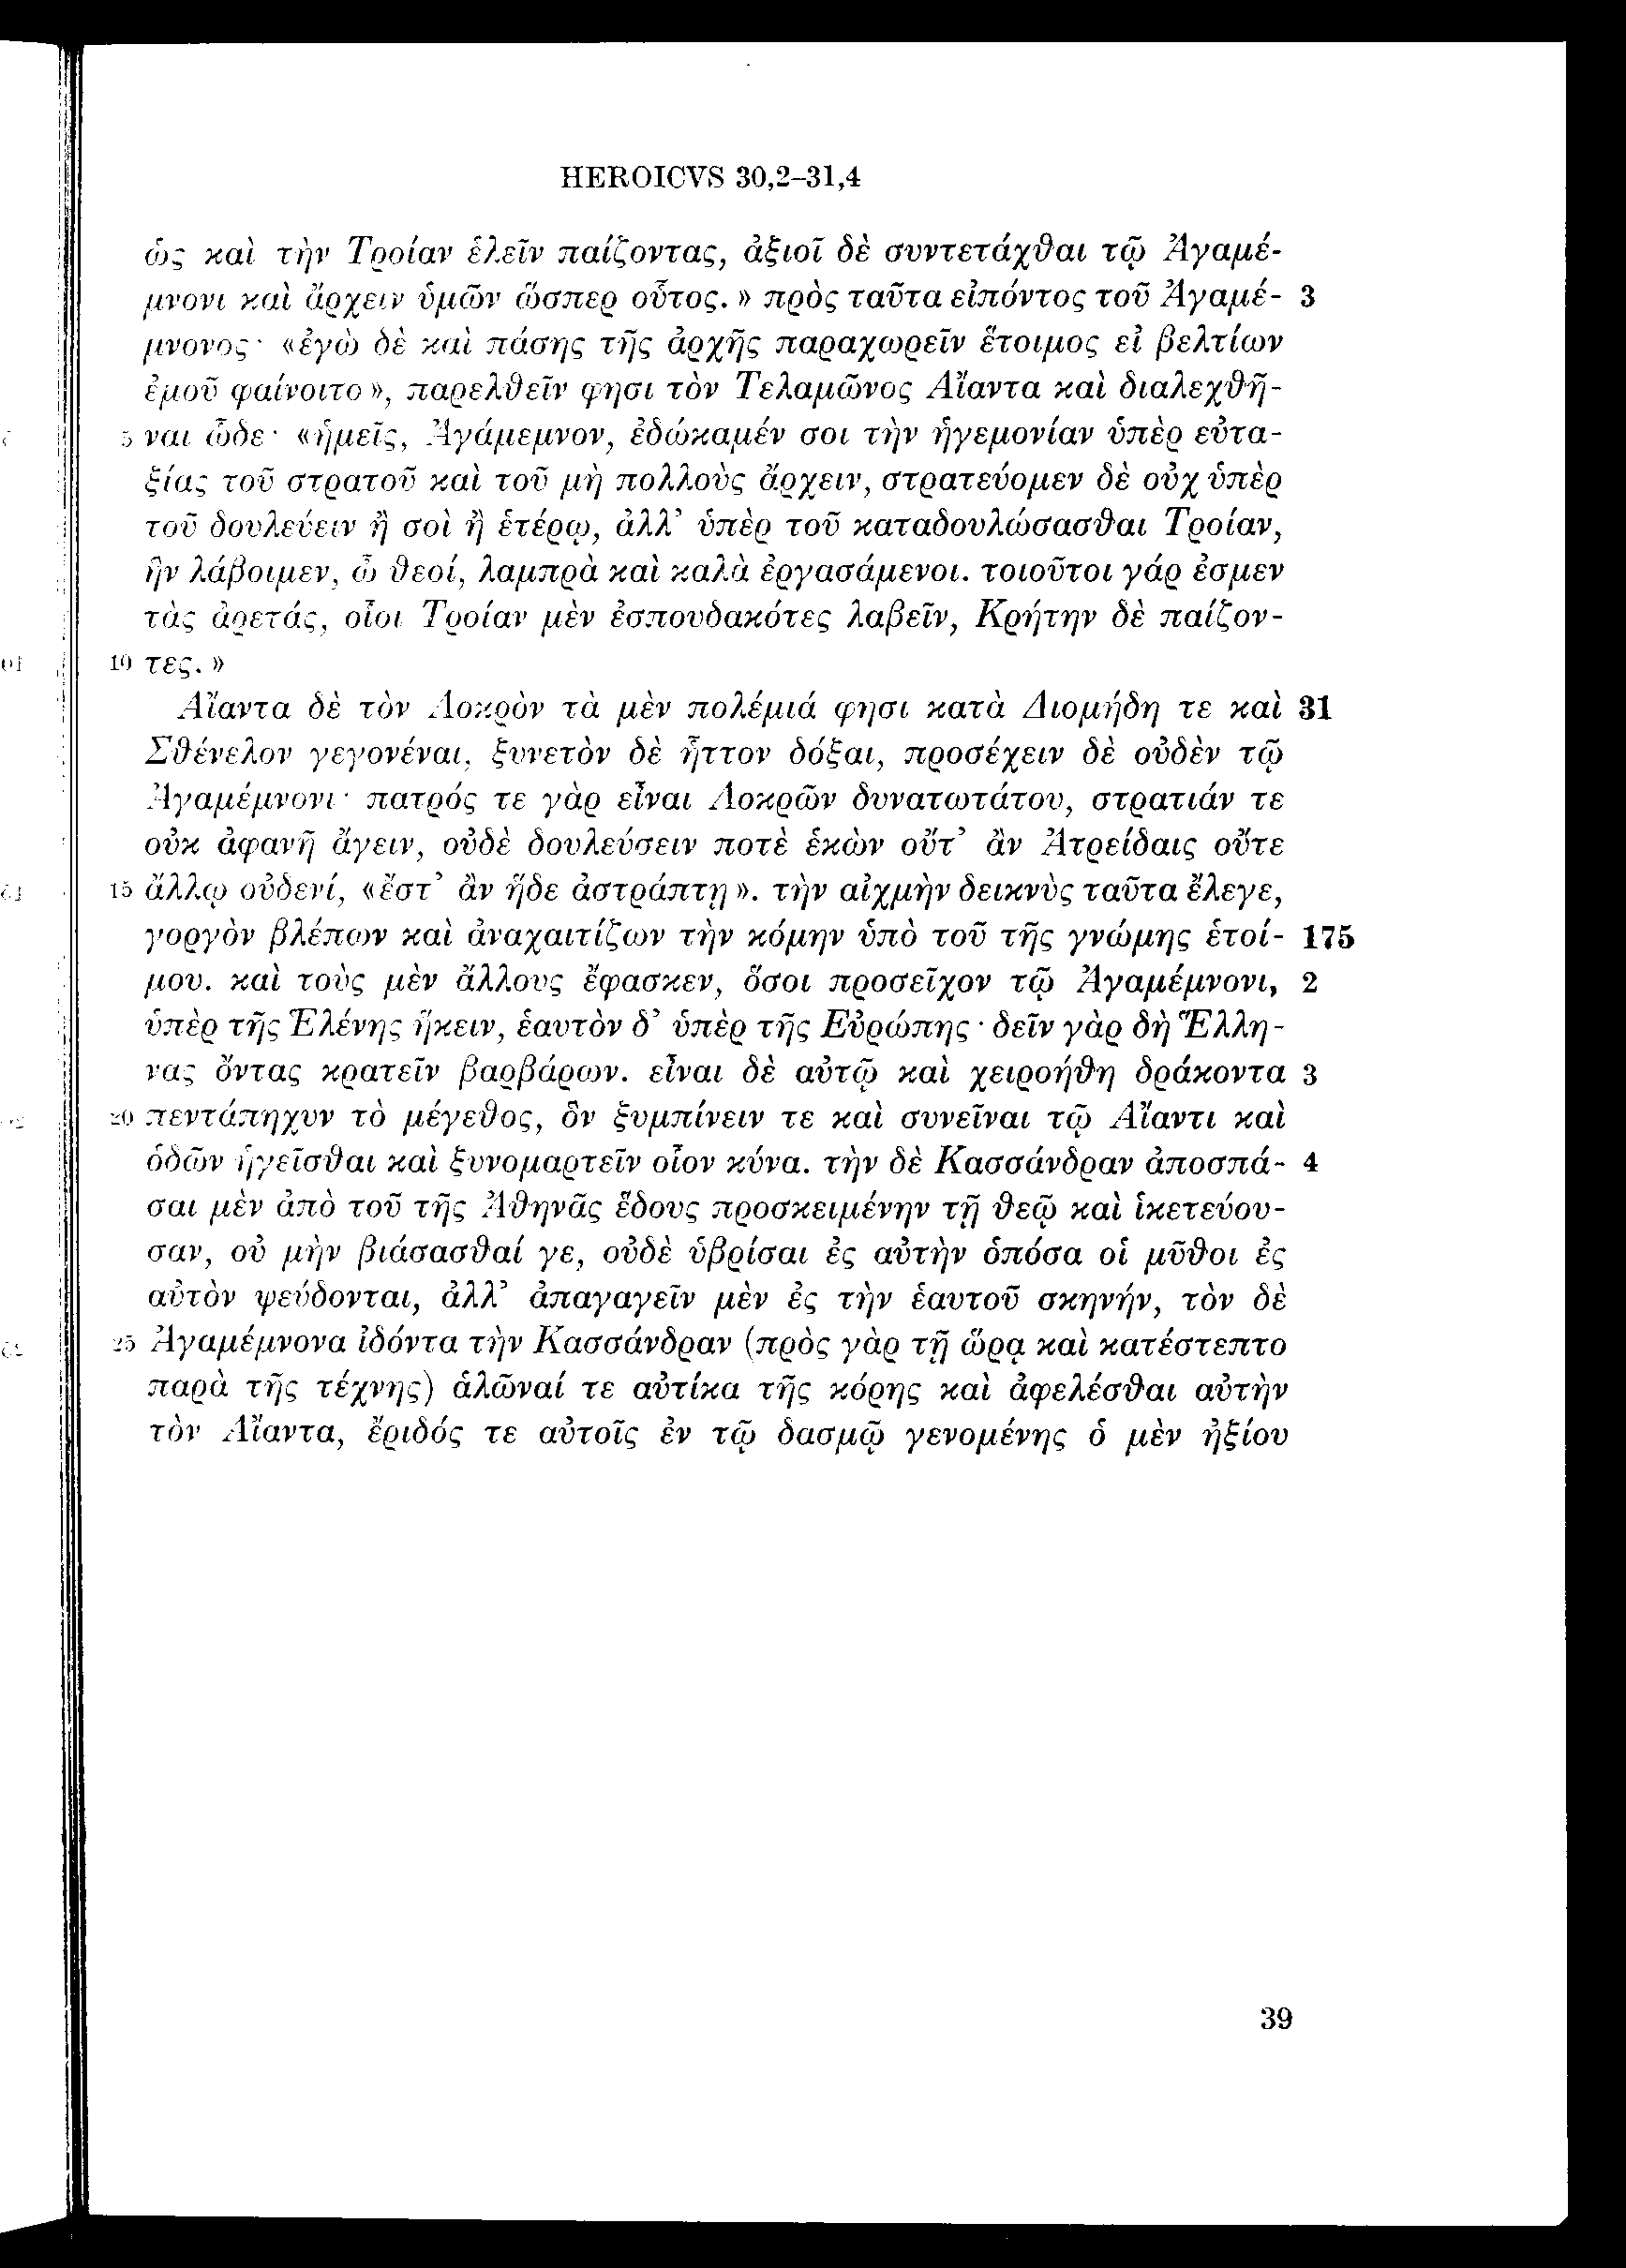 HEROICVS 30,2–31,4
ὡς καὶ τὴν Τροίαν ἑλεῖν παίζοντας, ἀξιοῖ δὲ συντετάχθαι τῷ Ἀγαμέ-
μνονι καὶ ἄρχειν ὑμῶν ὥσπερ οὗτος.» πρὸς ταῦτα εἰπόντος τοῦ Ἀγαμέ- 3
μνονος· «ἐγὼ δὲ καὶ πάσης τῆς ἀρχῆς παραχωρεῖν ἕτοιμος εἰ βελτίων
ἐμοῦ φαίνοιτο», παρελθεῖν φησι τὸν Τελαμῶνος Αἴαντα καὶ διαλεχθῆ-
5 ναι ὧδε· «ἡμεῖς, Ἀγάμεμνον, ἐδώκαμέν σοι τὴν ἡγεμονίαν ὑπὲρ εὐτα-
ξίας τοῦ στρατοῦ καὶ τοῦ μὴ πολλοὺς ἄρχειν, στρατεύομεν δὲ οὐχ ὑπὲρ
τοῦ δουλεύειν ἢ σοὶ ἢ ἑτέρῳ, ἀλλ’ ὑπὲρ τοῦ καταδουλώσασθαι Τροίαν,
ἣν λάβοιμεν, ὦ θεοί, λαμπρὰ καὶ καλὰ ἐργασάμενοι. τοιοῦτοι γάρ ἐσμεν
τὰς ἀρετάς, οἷοι Τροίαν μὲν ἐσπουδακότες λαβεῖν, Κρήτην δὲ παίζον-
10 τες.»
Αἴαντα δὲ τὸν Λοκρὸν τὰ μὲν πολέμιά φησι κατὰ Διομήδη τε καὶ 31
Σθένελον γεγονέναι, ξυνετὸν δὲ ἧττον δόξαι, προσέχειν δὲ οὐδὲν τῷ
Ἀγαμέμνονι· πατρός τε γὰρ εἶναι Λοκρῶν δυνατωτάτου, στρατιάν τε
οὐκ ἀφανῆ ἄγειν, οὐδὲ δουλεύσειν ποτὲ ἑκὼν οὔτ’ ἂν Ἀτρείδαις οὔτε
15 ἄλλῳ οὐδενί, «ἔστ’ ἂν ἥδε ἀστράπτῃ». τὴν αἰχμὴν δεικνὺς ταῦτα ἔλεγε,
γοργὸν βλέπων καὶ ἀναχαιτίζων τὴν κόμην ὑπὸ τοῦ τῆς γνώμης ἑτοί- 175
μου. καὶ τοὺς μὲν ἄλλους ἔφασκεν, ὅσοι προσεῖχον τῷ Ἀγαμέμνονι, 2
ὑπὲρ τῆς Ἑλένης ἥκειν, ἑαυτὸν δ’ ὑπὲρ τῆς Εὐρώπης· δεῖν γὰρ δὴ Ἕλλη-
νας ὄντας κρατεῖν βαρβάρων. εἶναι δὲ αὐτῷ καὶ χειροήθη δράκοντα 3
20 πεντάπηχυν τὸ μέγεθος, ὃν ξυμπίνειν τε καὶ συνεῖναι τῷ Αἴαντι καὶ
ὁδῶν ἡγεῖσθαι καὶ ξυνομαρτεῖν οἷον κύνα. τὴν δὲ Κασσάνδραν ἀποσπά- 4
σαι μὲν ἀπὸ τοῦ τῆς Ἀθηνᾶς ἕδους προσκειμένην τῇ θεῷ καὶ ἱκετεύου-
σαν, οὐ μὴν βιάσασθαί γε, οὐδὲ ὑβρίσαι ἐς αὐτὴν ὁπόσα οἱ μῦθοι ἐς
αὐτὸν ψεύδονται, ἀλλ’ ἀπαγαγεῖν μὲν ἐς τὴν ἑαυτοῦ σκηνήν, τὸν δὲ
25 Ἀγαμέμνονα ἰδόντα τὴν Κασσάνδραν (πρὸς γὰρ τῇ ὥρᾳ καὶ κατέστεπτο
παρὰ τῆς τέχνης) ἁλῶναί τε αὐτίκα τῆς κόρης καὶ ἀφελέσθαι αὐτὴν
τὸν Αἴαντα, ἔριδός τε αὐτοῖς ἐν τῷ δασμῷ γενομένης ὁ μὲν ἠξίου
39